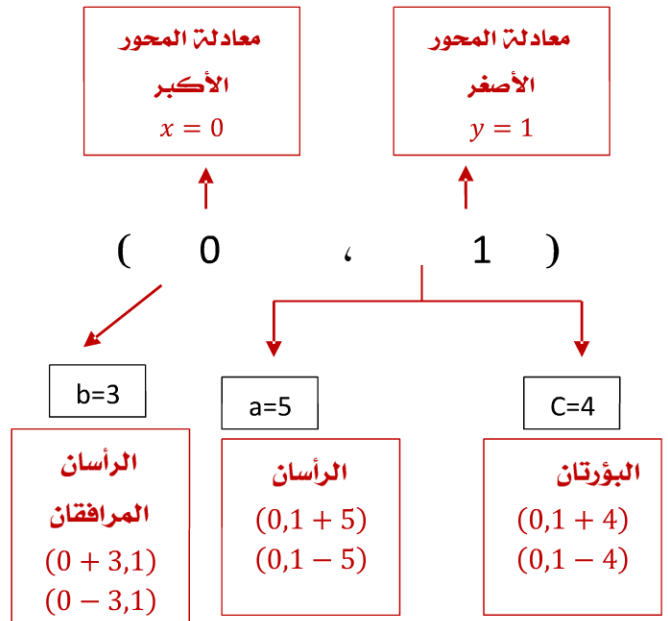 معادلة المحور
الأكبر
x = 0
معادلة المحور
الأصغر
y = 1
( 0 ، 1 )
b=3
a=5
C=4
الرأسان
المرافقان
(0 + 3,1)
(0 − 3,1)
الرأسان
(0,1 + 5)
(0,1 − 5)
البؤرتان
(0,1 + 4)
(0,1 − 4)